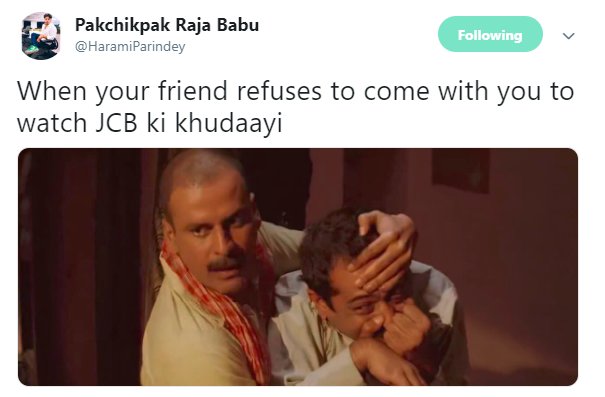 Pakchikpak Raja Babu
@HaramiParindey
Following
When your friend refuses to come with you to
watch JCB ki khudaayi